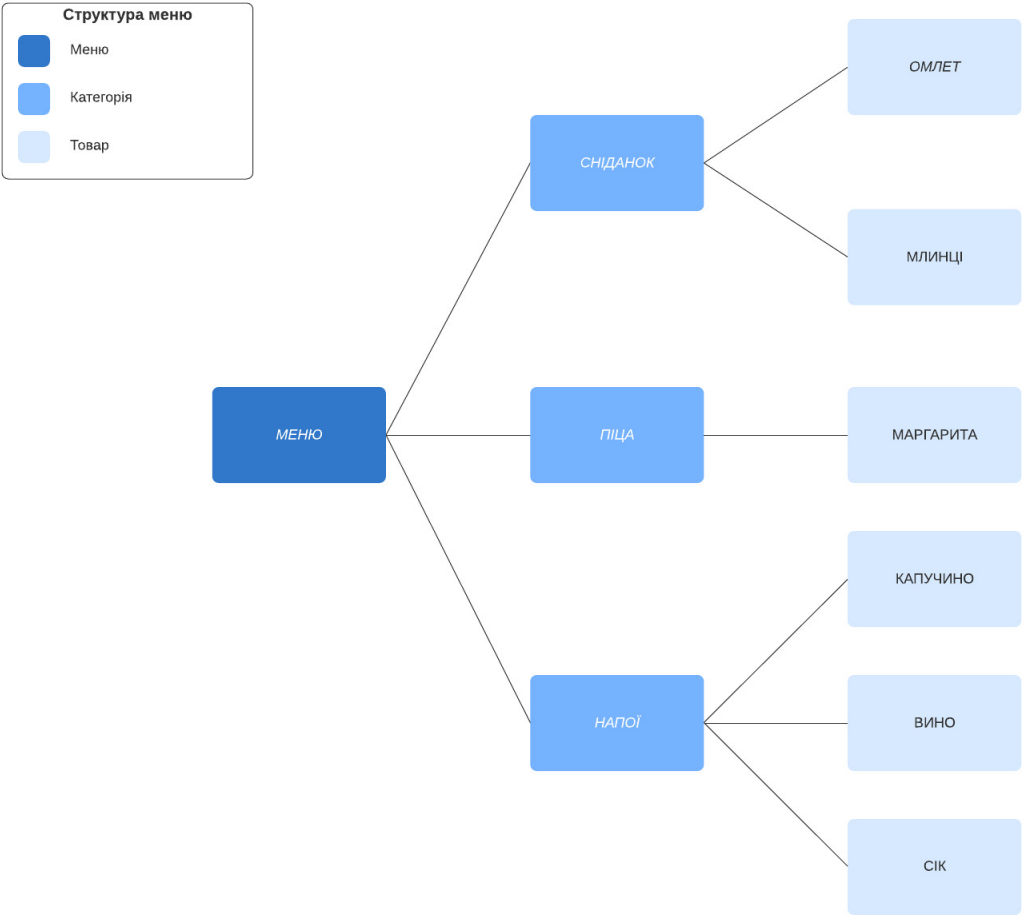 Структура меню
Меню
Категорія
Товар
ОМЛЕТ
СНІДАНОК
МЛИНЦІ
МЕНЮ
ПІЦА
МАРГАРИТА
КАПУЧИНО
НАПОЇ
ВИНО
СІК